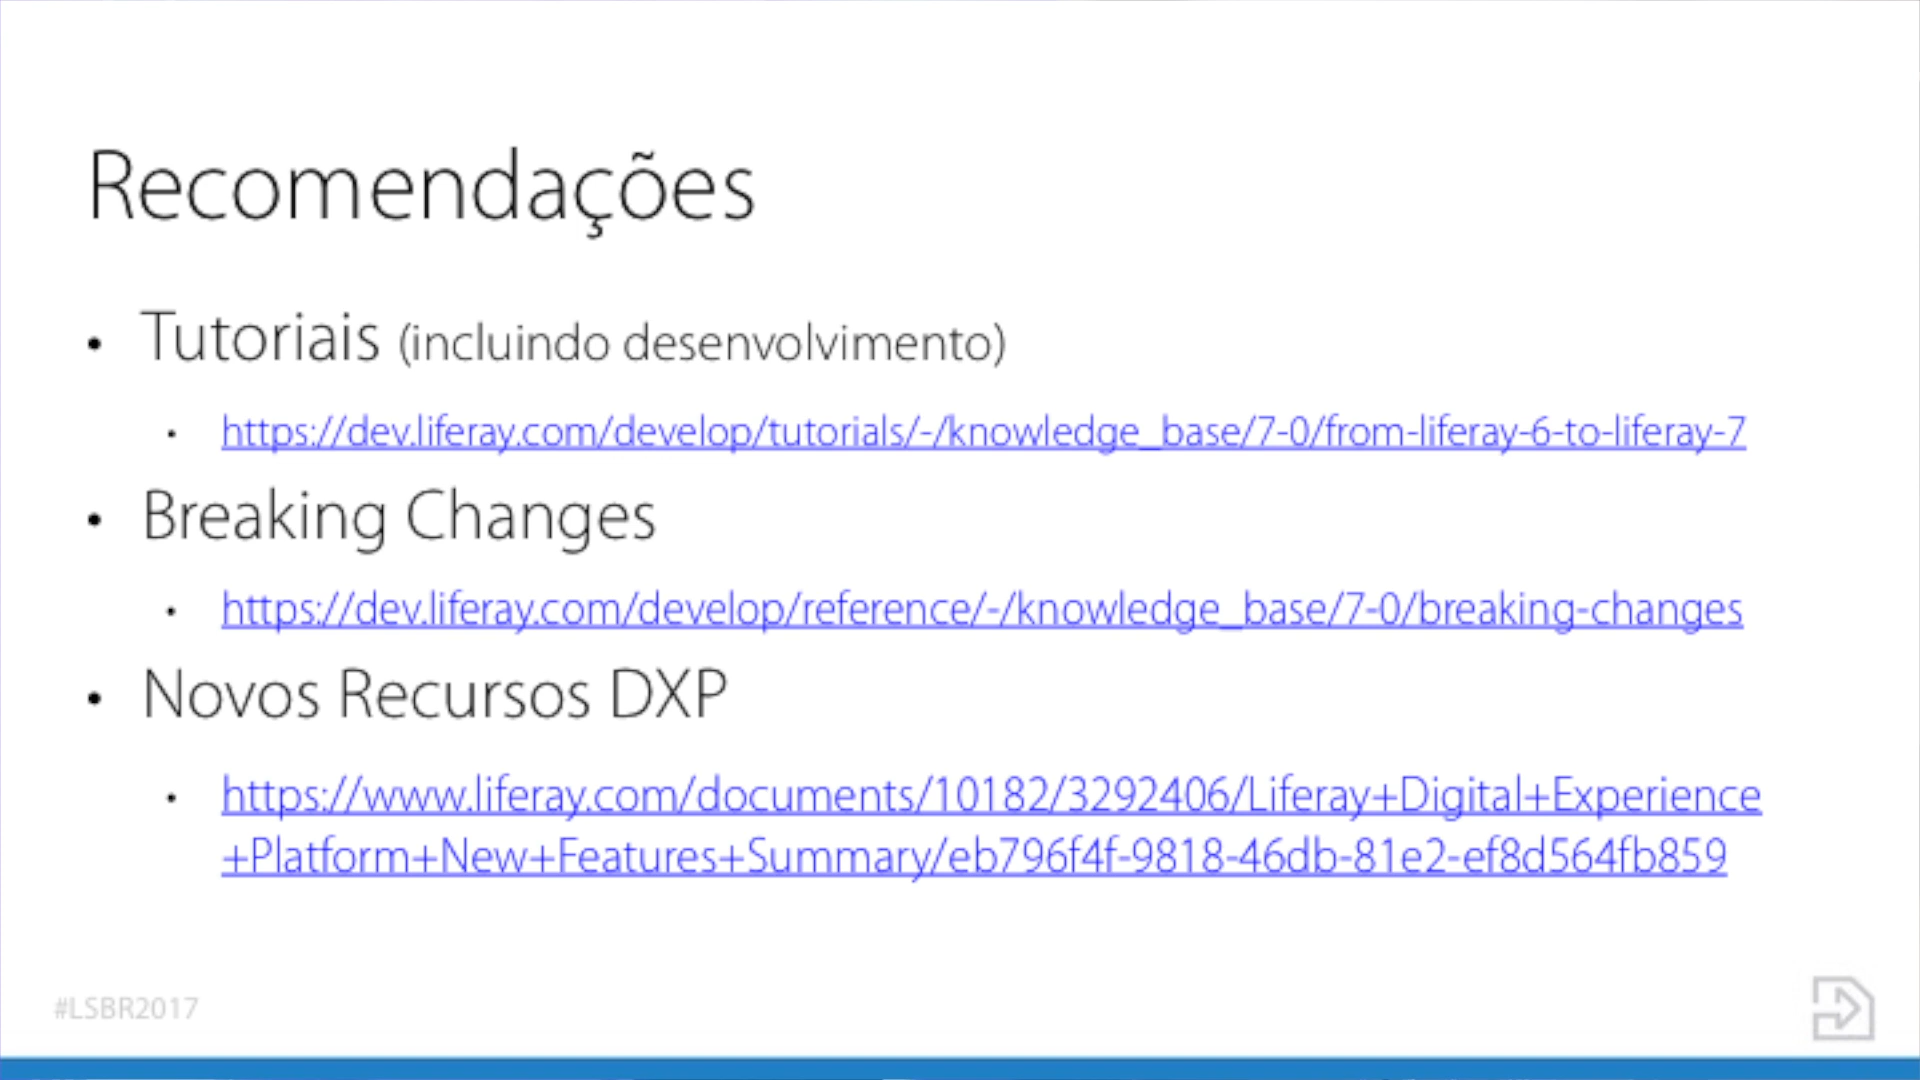 Recomendações
• Tutoriais (incluindo desenvolvimento)
• https://dev.liferay.com/develop/tutorials/-/knowledge_base/7-0/from-liferay-6-to-liferay-7
• Breaking Changes
• https://dev.liferay.com/develop/reference/-/knowledge_base/7-0/breaking-changes
• Novos Recursos DXP
• https://www.liferay.com/documents/10182/3292406/Liferay+Digital+Experience
+Platform+New+Features+Summary/eb796f4f-9818-46db-81e2-ef8d564fb859
#LSBR2017